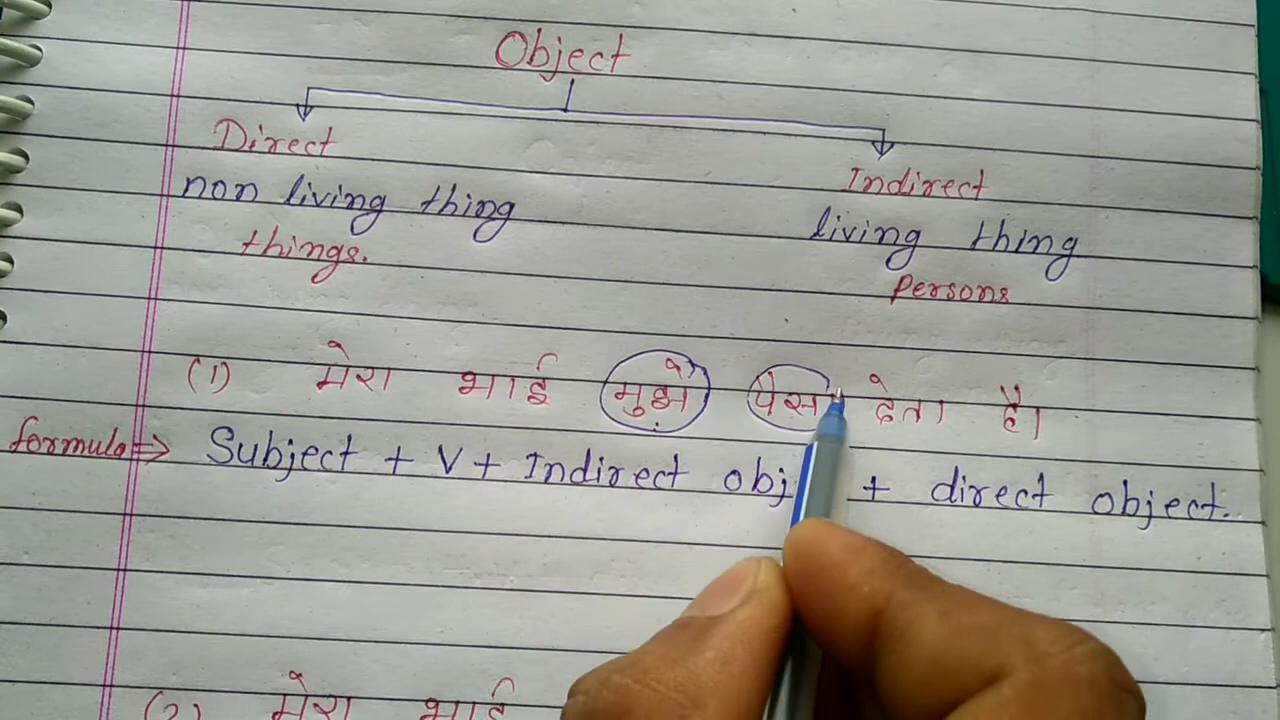 Object
Direct
Indirect
non living thing
living thing
things.
Persons
(1) मेरा भाई मुझे देता है।
formula⇒ Subject + V + Indirect obj + direct object.
(2) मेरा भाई